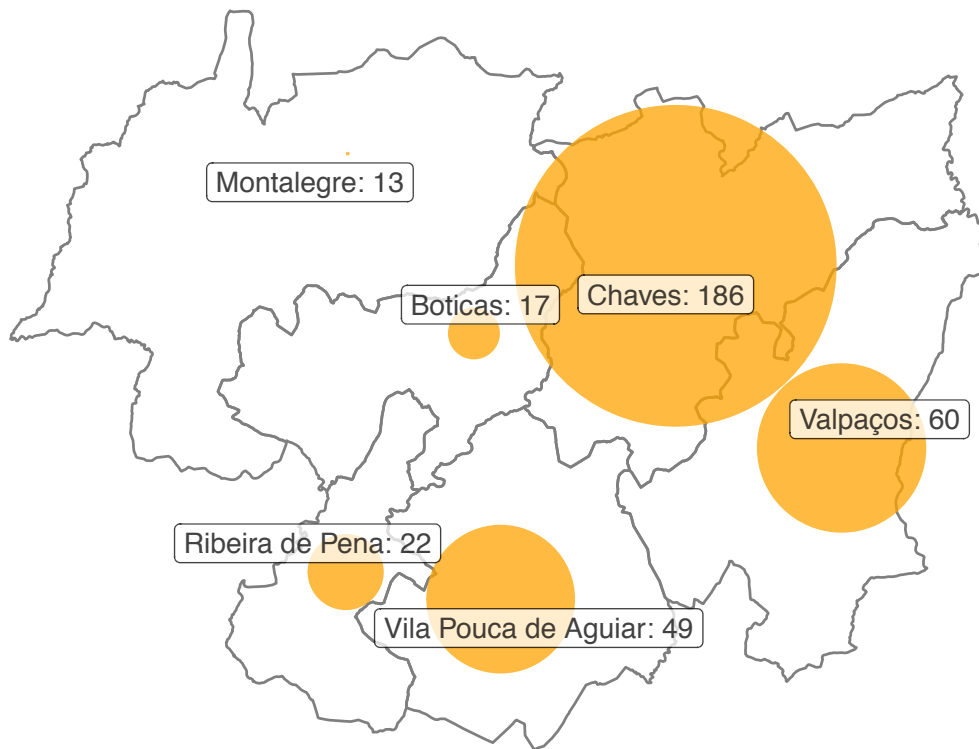 Montalegre: 13
Boticas: 17
Chaves: 186
Valpaços: 60
Ribeira de Pena: 22
Vila Pouca de Aguiar: 49